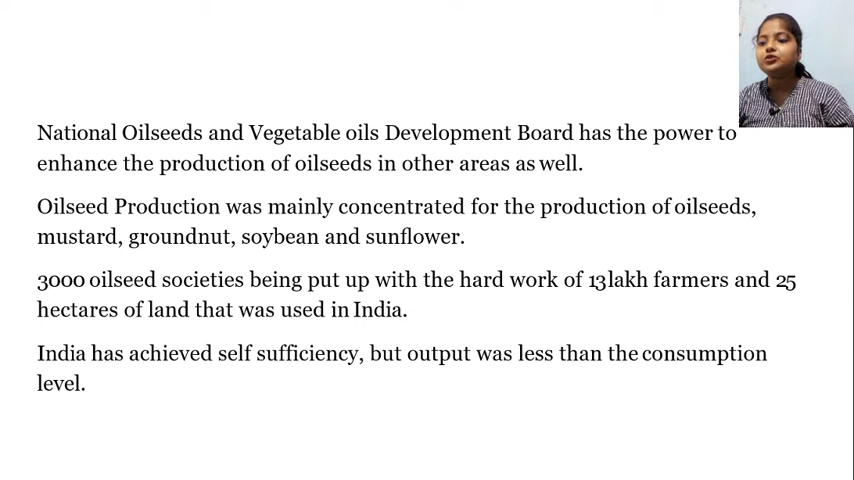 National Oilseeds and Vegetable oils Development Board has the power to
enhance the production of oilseeds in other areas as well.
Oilseed Production was mainly concentrated for the production of oilseeds,
mustard, groundnut, soybean and sunflower.
3000 oilseed societies being put up with the hard work of 13 lakh farmers and 25
hectares of land that was used in India.
India has achieved self sufficiency, but output was less than the consumption
level.